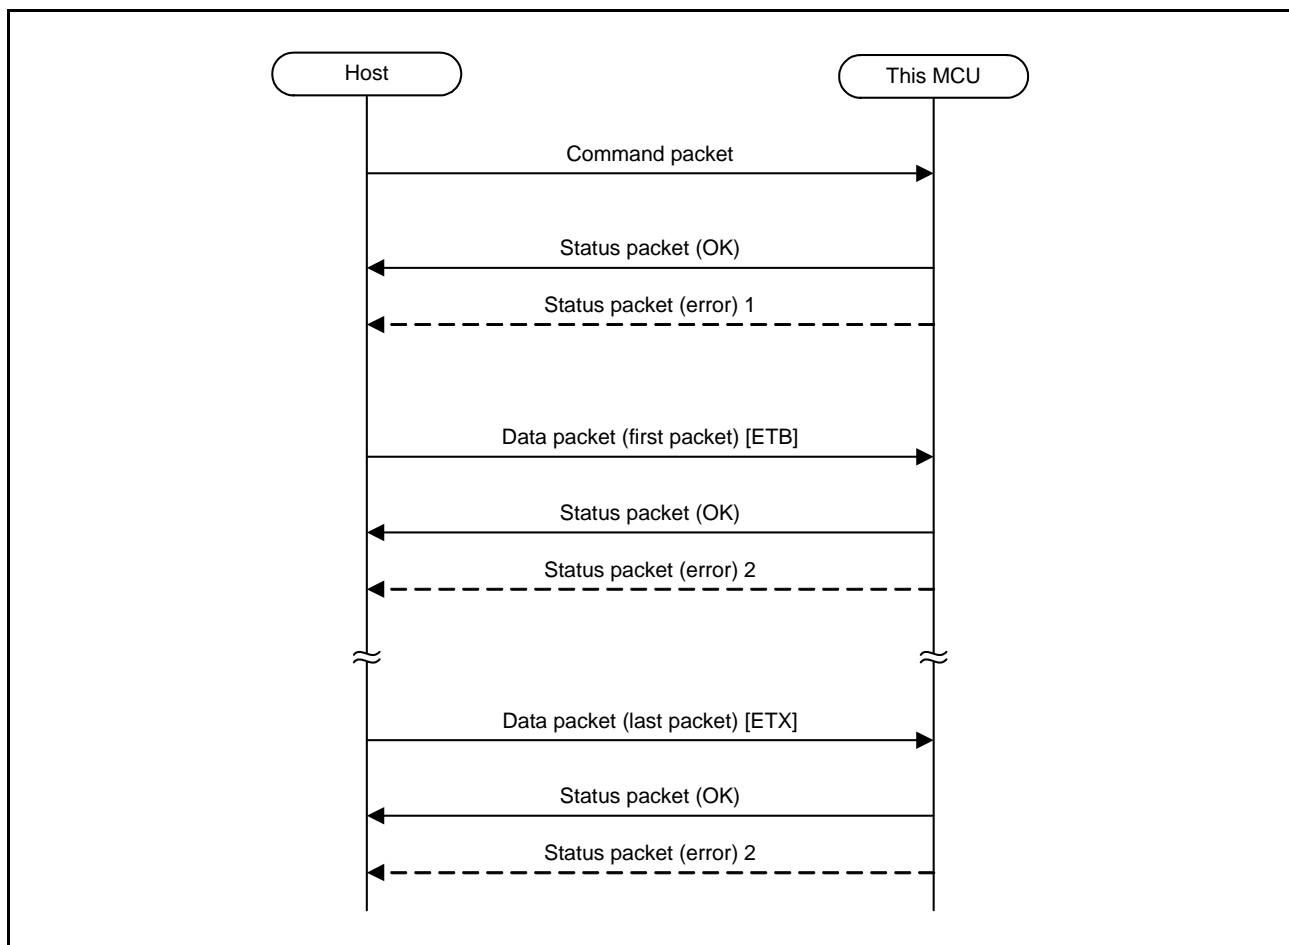 Host
This MCU
Command packet
Status packet (OK)
Status packet (error) 1
Data packet (first packet) [ETB]
Status packet (OK)
Status packet (error) 2
Data packet (last packet) [ETX]
Status packet (OK)
Status packet (error) 2